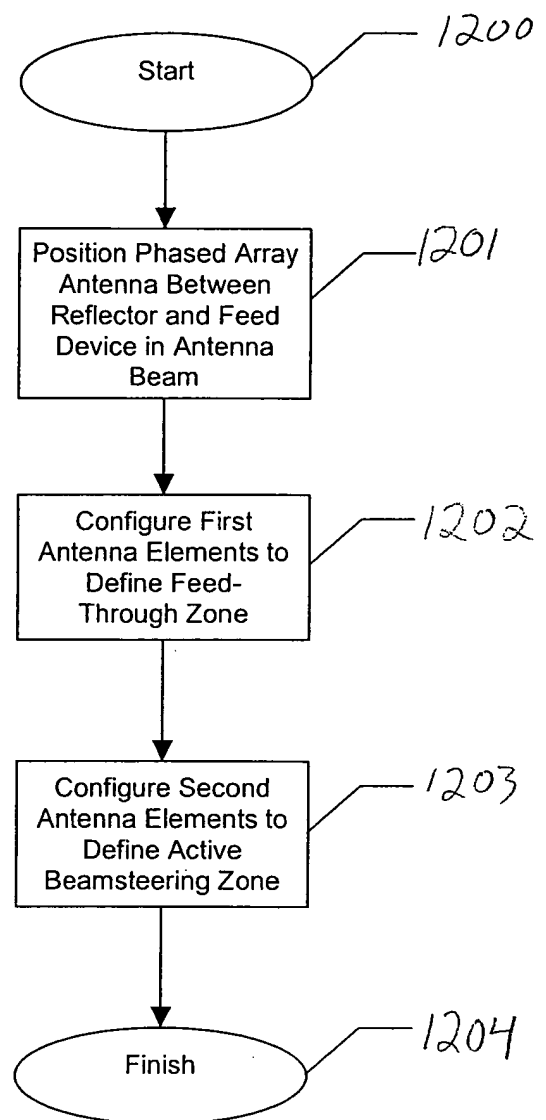 1200
Start
1201
Position Phased Array
Antenna Between
Reflector and Feed
Device in Antenna
Beam
1202
Configure First
Antenna Elements to
Define Feed-
Through Zone
1203
Configure Second
Antenna Elements to
Define Active
Beamsteering Zone
1204
Finish